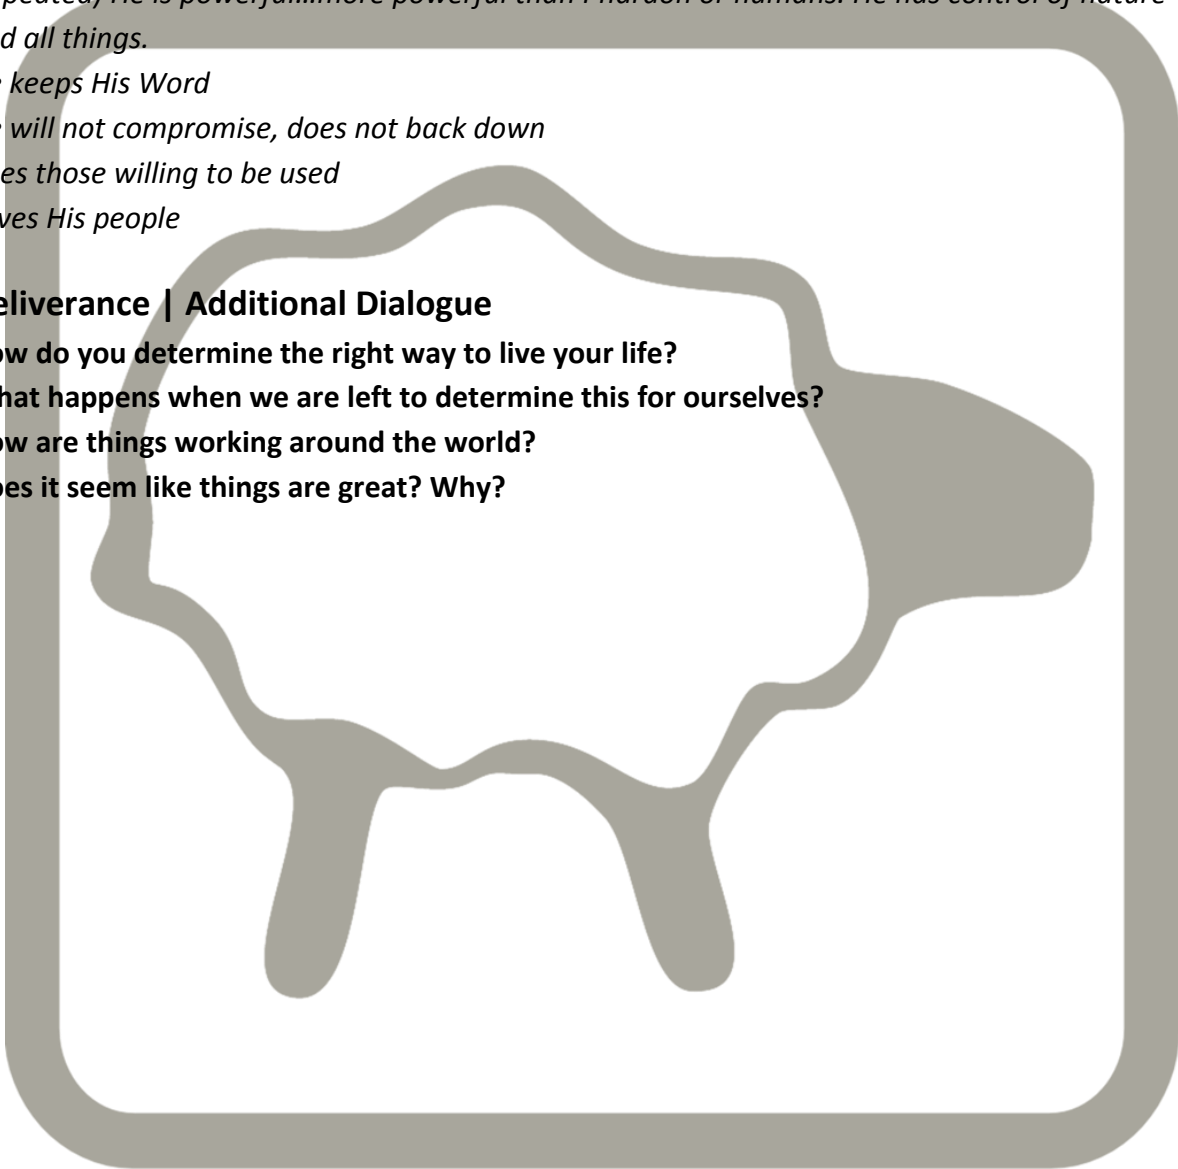 peated, He is powerful...more powerful than Pharaoh or humans. He has control of nature
d all things.
keeps His Word
will not compromise, does not back down
es those willing to be used
ves His people
eliverance | Additional Dialogue
ow do you determine the right way to live your life?
hat happens when we are left to determine this for ourselves?
ow are things working around the world?
oes it seem like things are great? Why?